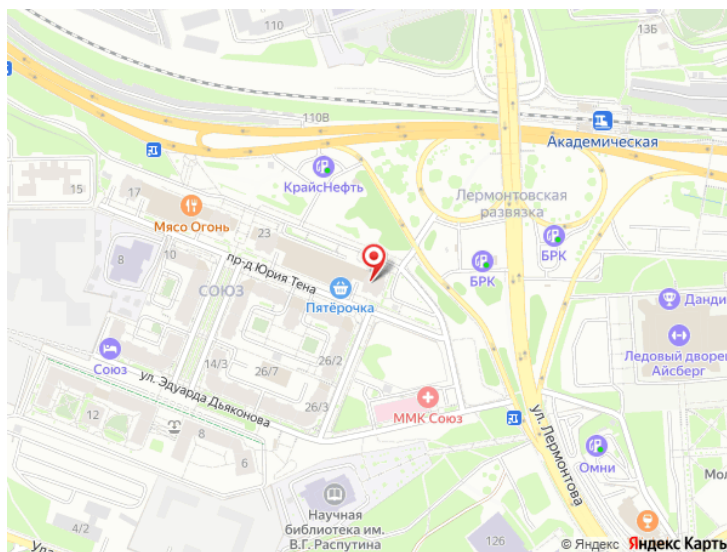 110
13Б
110В
Академическая
КрайсНефть
15
17
Лермонтовская
развязка
Мясо Огонь
23
БРК
8
10
пр-д Юрия Тена
БРК
СОЮЗ
Пятёрочка
Данди
Ледовый дворец
Айсберг
Союз
14/3
26/7
26/2
ул. Эдуарда Дьяконова
26/3
12
ММК Союз
8
6
ул. Лермонтова
Омни
Мол
Научная
библиотека им.
В.Г. Распутина
4/2
126
Ула
© Яндекс Яндекс Карты